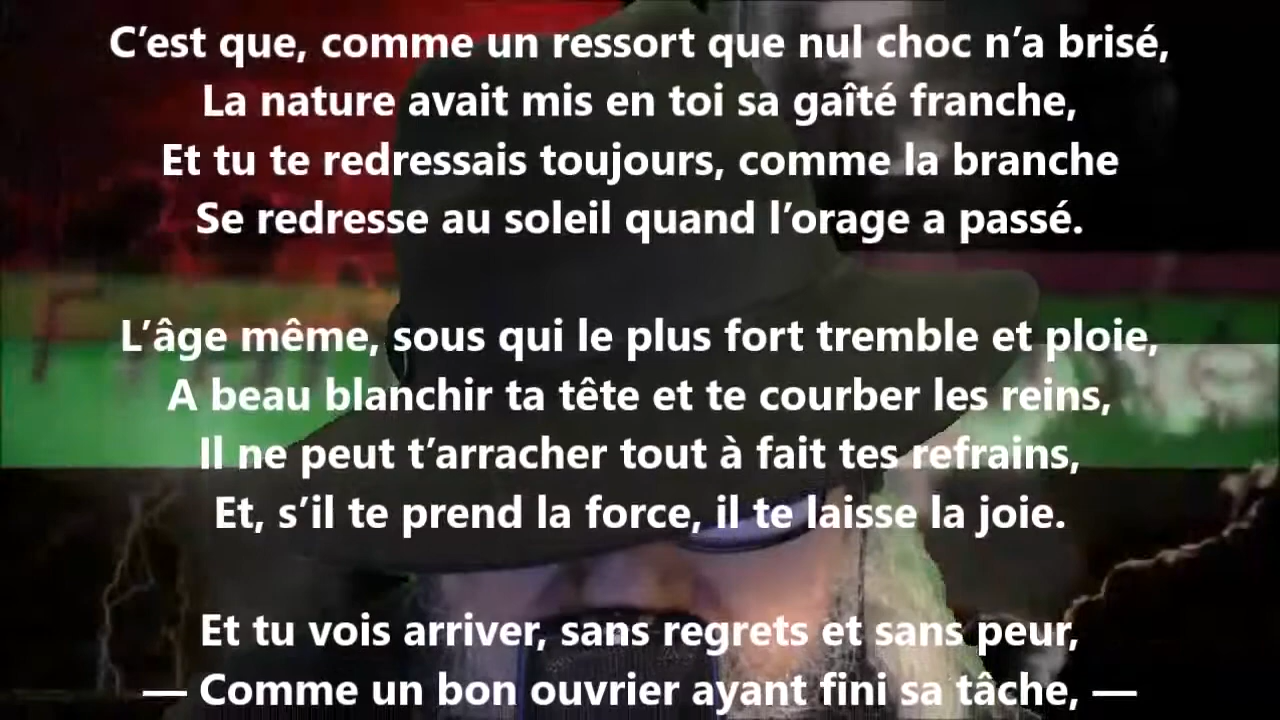 C’est que, comme un ressort que nul choc n’a brisé,
La nature avait mis en toi sa gaîté franche,
Et tu te redressais toujours, comme la branche
Se redresse au soleil quand l’orage a passé.
L’âge même, sous qui le plus fort tremble et ploie,
A beau blanchir ta tête et te courber les reins,
Il ne peut t’arracher tout à fait tes refrains,
Et, s’il te prend la force, il te laisse la joie.
Et tu vois arriver, sans regrets et sans peur,
— Comme un bon ouvrier ayant fini sa tâche, —